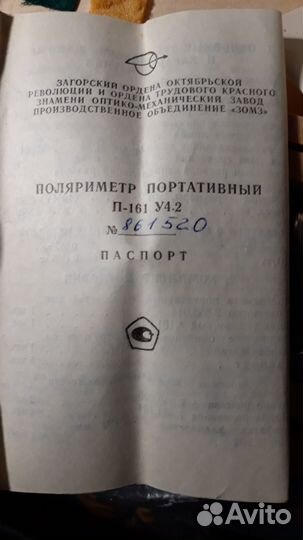 ЗАГОРСКИЙ ОРДЕНА ОКТЯБРЬСКОЙ
РЕВОЛЮЦИИ И ОРДЕНА ТРУДОВОГО КРАСНОГО
ЗНАМЕНИ ОПТИКО-МЕХАНИЧЕСКИЙ ЗАВОД
ПРОИЗВОДСТВЕННОЕ ОБЪЕДИНЕНИЕ «ЗОМЗ»
ПОЛЯРИМЕТР ПОРТАТИВНЫЙ
П-161 У4.2
№ 861520
ПАСПОРТ
Avito